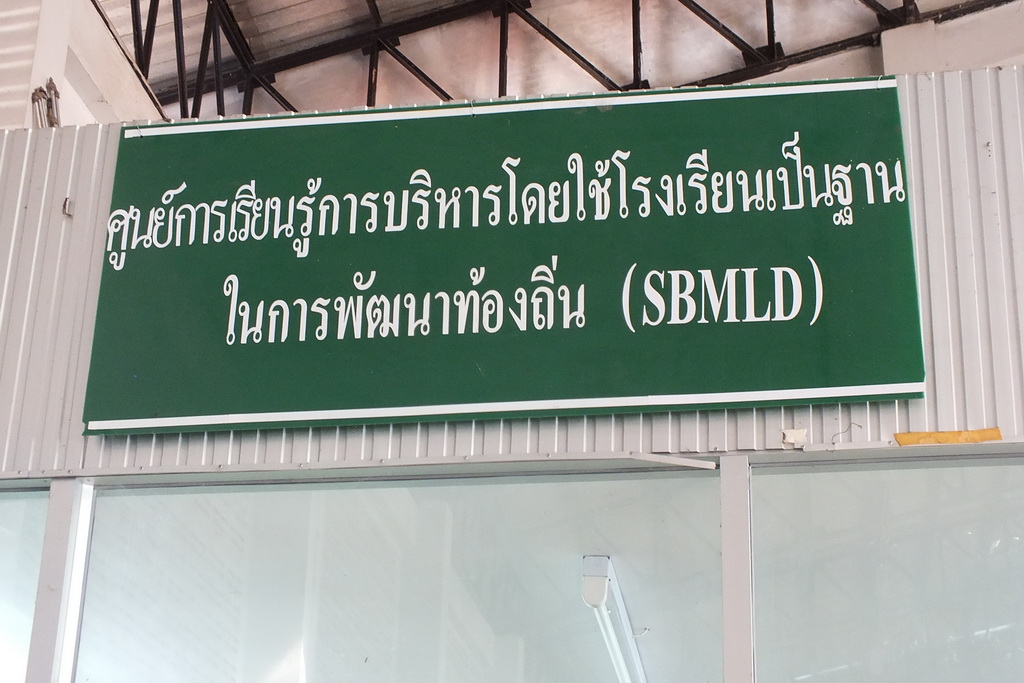 ศูนย์การเรียนรู้การบริหารโดยใช้โรงเรียนเป็นฐาน
ในการพัฒนาท้องถิ่น (SBMLD)